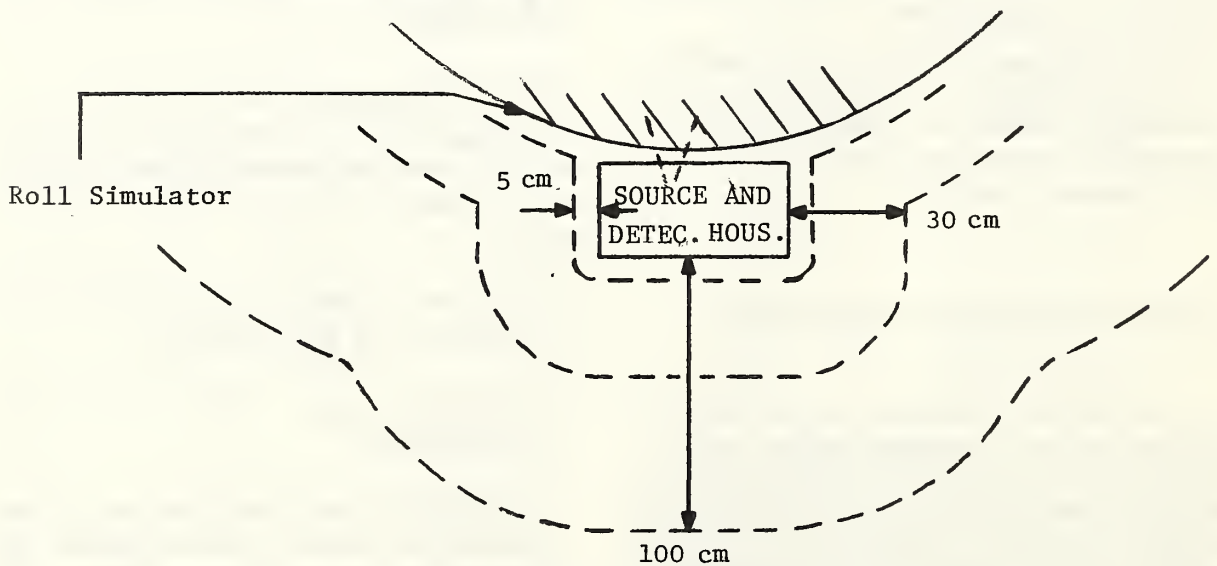 Roll Simulator
5 cm
SOURCE AND
DETEC. HOUS.
30 cm
100 cm